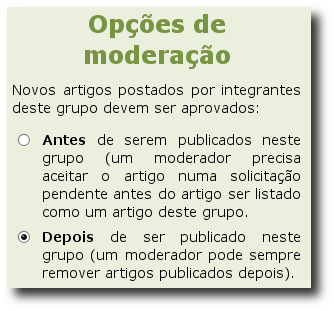 Opções de
moderação
Novos artigos postados por integrantes
deste grupo devem ser aprovados:
Antes de serem publicados neste
grupo (um moderador precisa
aceitar o artigo numa solicitação
pendente antes do artigo ser listado
como um artigo deste grupo.
Depois de ser publicado neste
grupo (um moderador pode sempre
remover artigos publicados depois).